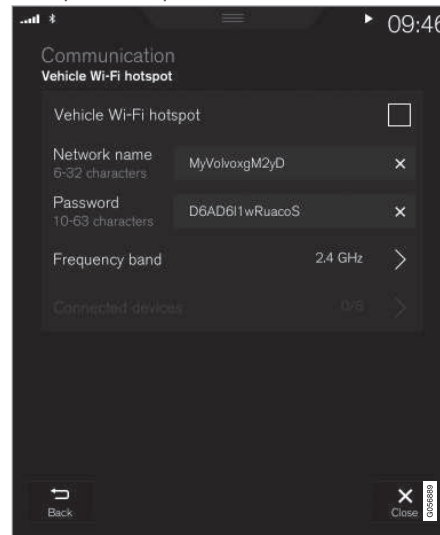 09:46
Communication
Vehicle Wi-Fi hotspot
Vehicle Wi-Fi hotspot
Network name
6-32 characters
MyVolvoxgM2yD
Password
10-63 characters
D6AD6I1wRuacoS
Frequency band
2.4 GHz
Connected devices
0/8
Back
Close
G056889